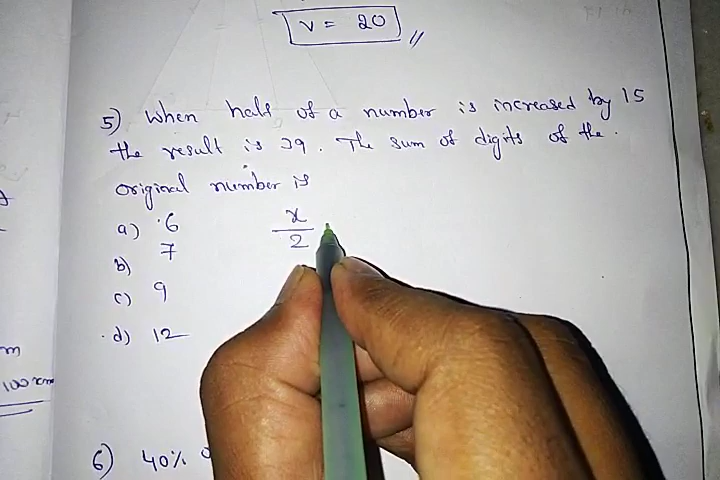 V = 20
5) When half of a number is increased by 15
the result is 39. The sum of digits of the
original number is
a) 6
b) 7
c) 9
d) 12
x
2
m
100 km
6) 40%